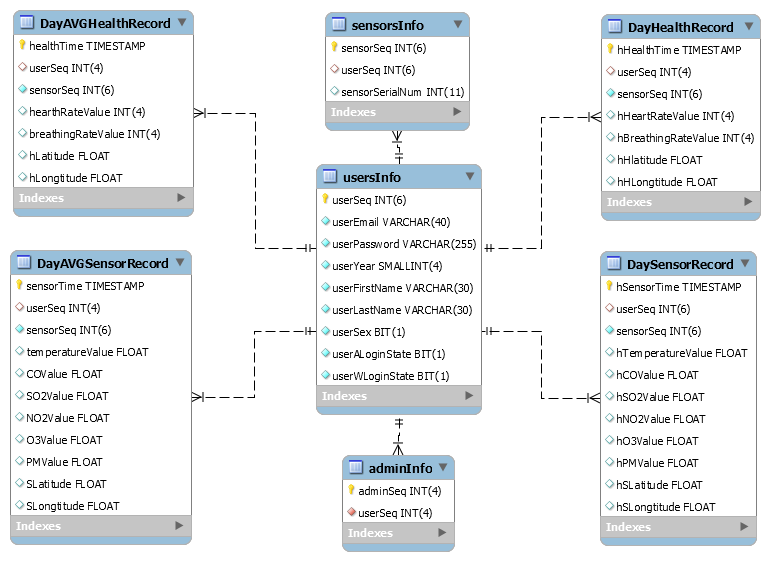 DayAVGHealthRecord
healthTime TIMESTAMP
userSeq INT(4)
sensorSeq INT(6)
hearthRateValue INT(4)
breathingRateValue INT(4)
hLatitude FLOAT
hLongtitude FLOAT
Indexes
sensorsInfo
sensorSeq INT(6)
userSeq INT(6)
sensorSerialNum INT(11)
Indexes
DayHealthRecord
hHealthTime TIMESTAMP
userSeq INT(4)
sensorSeq INT(6)
hHeartRateValue INT(4)
hBreathingRateValue INT(4)
hHlatitude FLOAT
hHLongtitude FLOAT
Indexes
usersInfo
userSeq INT(6)
userEmail VARCHAR(40)
userPassword VARCHAR(255)
userYear SMALLINT(4)
userFirstName VARCHAR(30)
userLastName VARCHAR(30)
userSex BIT(1)
userALoginState BIT(1)
userWLoginState BIT(1)
Indexes
DayAVGSensorRecord
sensorTime TIMESTAMP
userSeq INT(4)
sensorSeq INT(6)
temperatureValue FLOAT
COValue FLOAT
SO2Value FLOAT
NO2Value FLOAT
O3Value FLOAT
PMValue FLOAT
SLatitude FLOAT
SLongtitude FLOAT
Indexes
DaySensorRecord
hSensorTime TIMESTAMP
userSeq INT(6)
sensorSeq INT(6)
hTemperatureValue FLOAT
hCOValue FLOAT
hSO2Value FLOAT
hNO2Value FLOAT
hO3Value FLOAT
hPMValue FLOAT
hSLatitude FLOAT
hSLongtitude FLOAT
Indexes
adminInfo
adminSeq INT(4)
userSeq INT(4)
Indexes